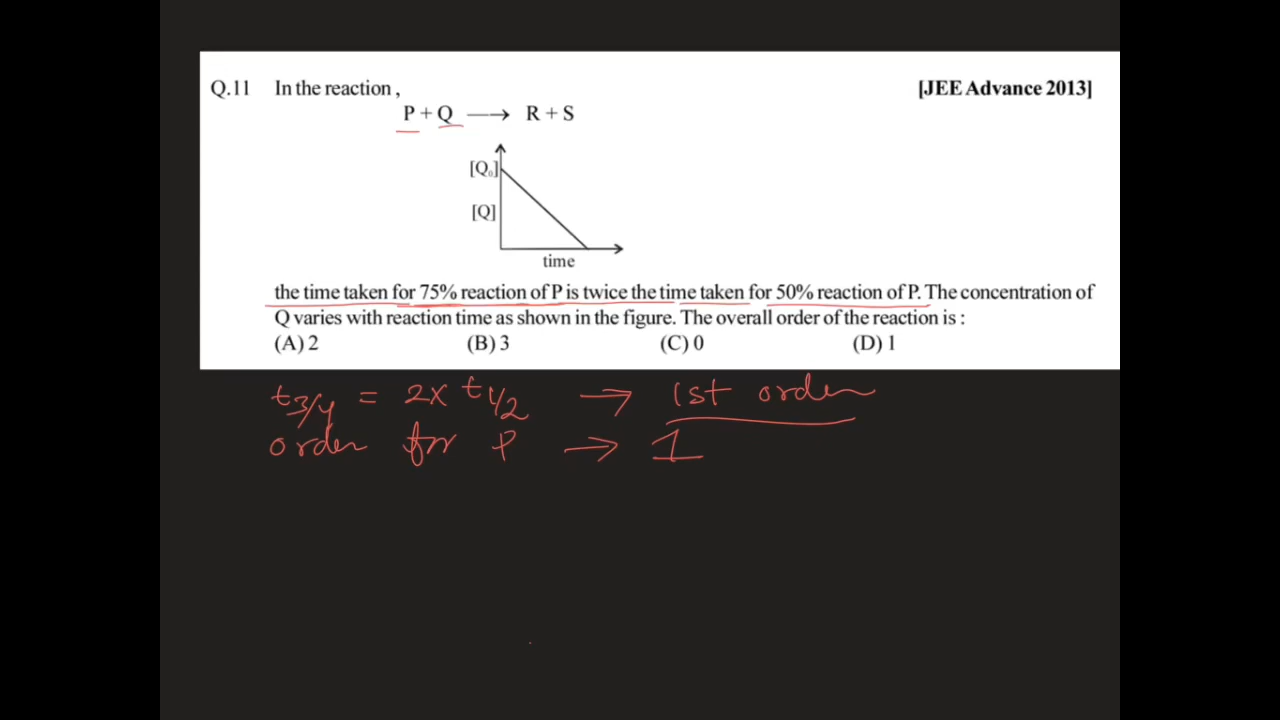 Q.11 In the reaction , [JEE Advance 2013]
P + Q ⟶ R + S
[Q₀]
[Q]
time
the time taken for 75% reaction of P is twice the time taken for 50% reaction of P. The concentration of
Q varies with reaction time as shown in the figure. The overall order of the reaction is :
(A) 2 (B) 3 (C) 0 (D) 1
t3/4 = 2x t1/2 → 1st order
order for P → 1